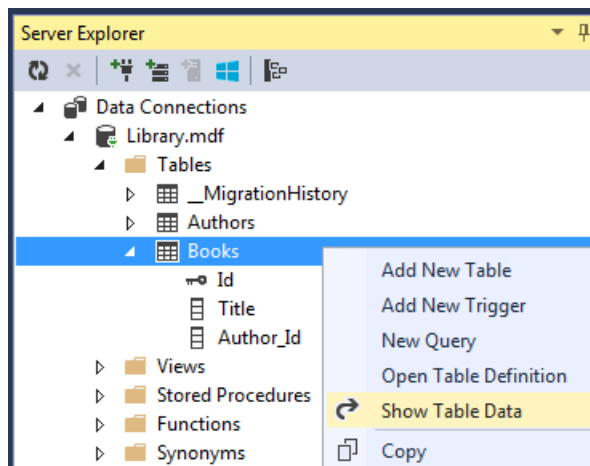 Server Explorer
Data Connections
Library.mdf
Tables
__MigrationHistory
Authors
Books
Id
Title
Author_Id
Views
Stored Procedures
Functions
Synonyms
Add New Table
Add New Trigger
New Query
Open Table Definition
Show Table Data
Copy